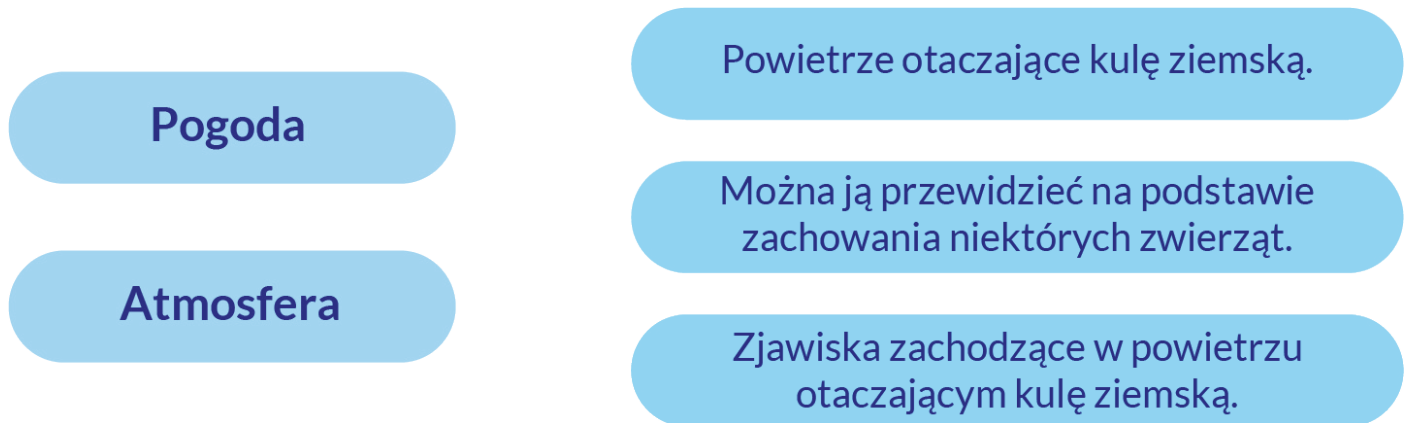 Pogoda
Atmosfera
Powietrze otaczające kulę ziemską.
Można ją przewidzieć na podstawie
zachowania niektórych zwierząt.
Zjawiska zachodzące w powietrzu
otaczającym kulę ziemską.